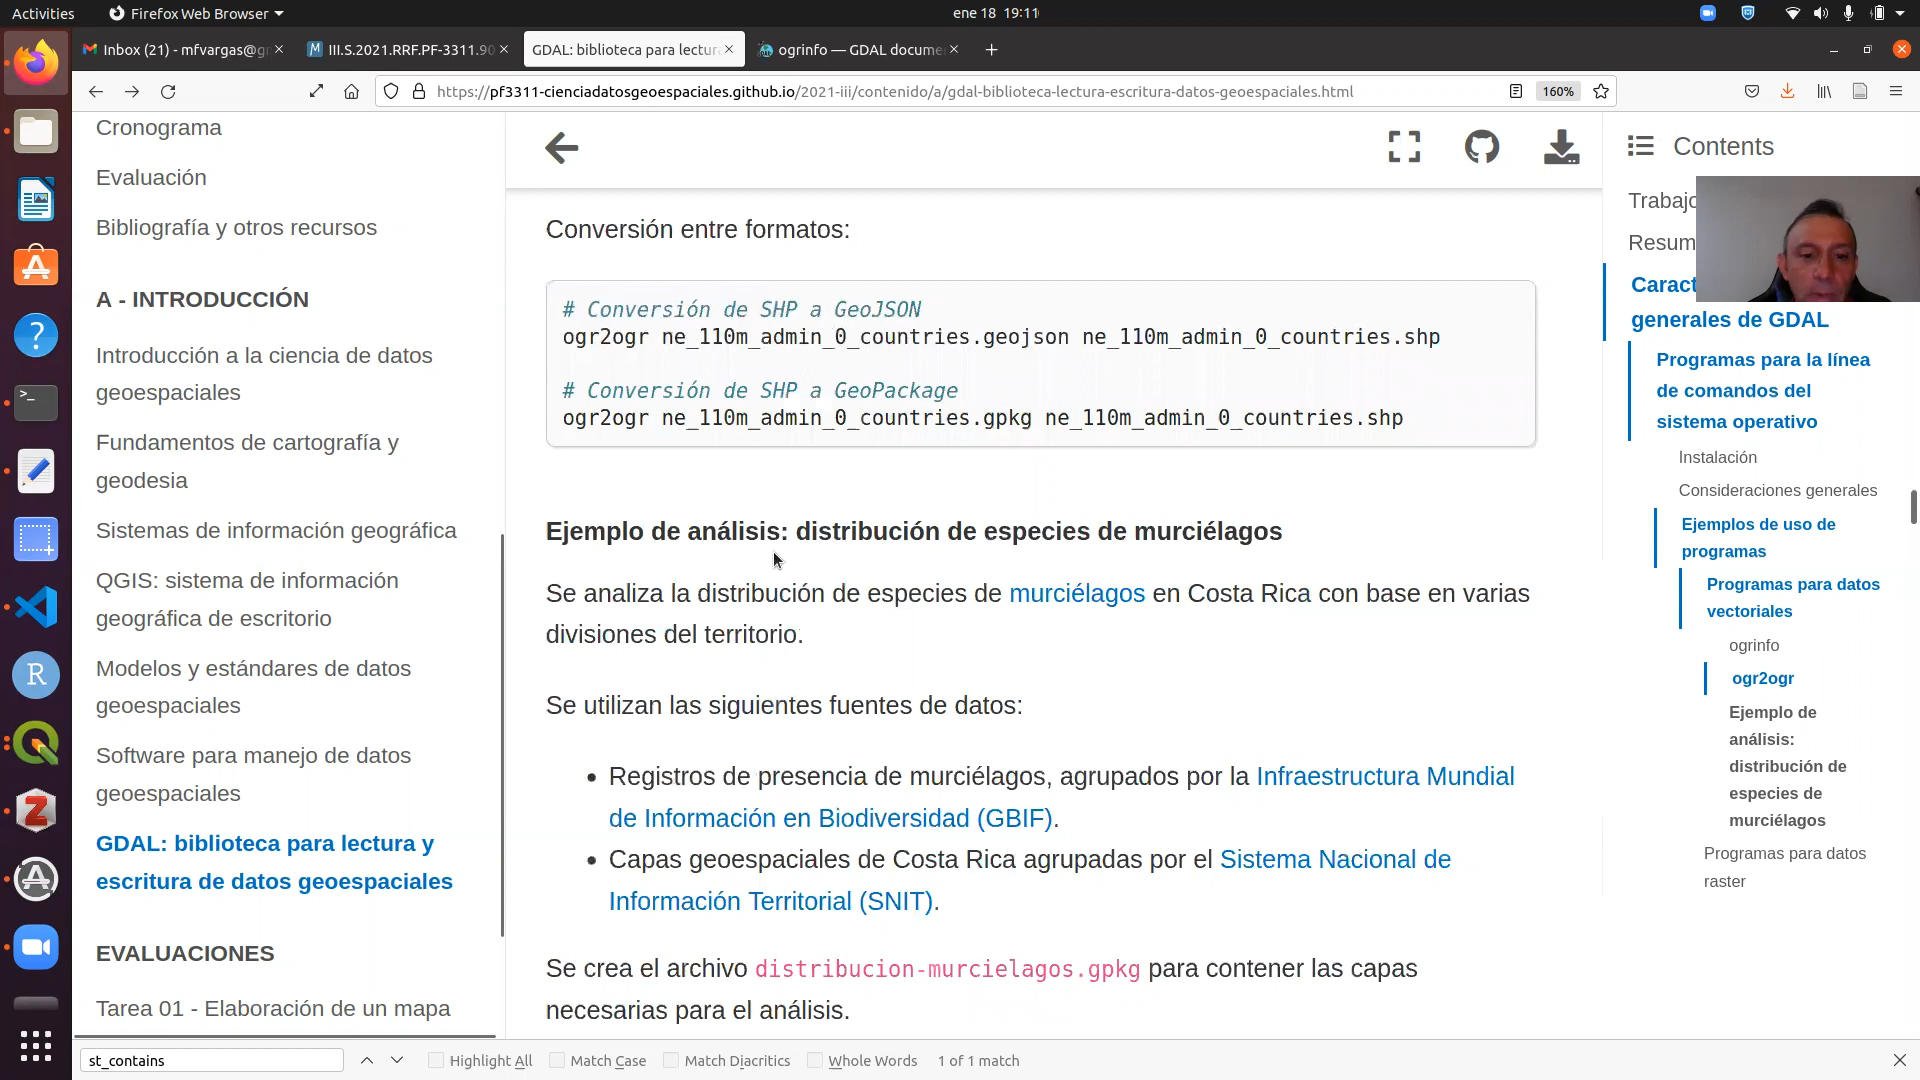 Activities
Firefox Web Browser
ene 18 19:11
Inbox (21) - mfvargas@g
III.S.2021.RRF.PF-3311.90
GDAL: biblioteca para lectur
ogrinfo — GDAL docume
https://pf3311-cienciadatosgeoespaciales.github.io/2021-iii/contenido/a/gdal-biblioteca-lectura-escritura-datos-geoespaciales.html
160%
Cronograma
Evaluación
Bibliografía y otros recursos
A - INTRODUCCIÓN
Introducción a la ciencia de datos
geoespaciales
Fundamentos de cartografía y
geodesia
Sistemas de información geográfica
QGIS: sistema de información
geográfica de escritorio
Modelos y estándares de datos
geoespaciales
Software para manejo de datos
geoespaciales
GDAL: biblioteca para lectura y
escritura de datos geoespaciales
EVALUACIONES
Tarea 01 - Elaboración de un mapa
Conversión entre formatos:
# Conversión de SHP a GeoJSON
ogr2ogr ne_110m_admin_0_countries.geojson ne_110m_admin_0_countries.shp
# Conversión de SHP a GeoPackage
ogr2ogr ne_110m_admin_0_countries.gpkg ne_110m_admin_0_countries.shp
Ejemplo de análisis: distribución de especies de murciélagos
Se analiza la distribución de especies de murciélagos en Costa Rica con base en varias
divisiones del territorio.
Se utilizan las siguientes fuentes de datos:
• Registros de presencia de murciélagos, agrupados por la Infraestructura Mundial
de Información en Biodiversidad (GBIF).
• Capas geoespaciales de Costa Rica agrupadas por el Sistema Nacional de
Información Territorial (SNIT).
Se crea el archivo distribucion-murcielagos.gpkg para contener las capas
necesarias para el análisis.
Contents
Trabajo
Resum
Caract
generales de GDAL
Programas para la línea
de comandos del
sistema operativo
Instalación
Consideraciones generales
Ejemplos de uso de
programas
Programas para datos
vectoriales
ogrinfo
ogr2ogr
Ejemplo de
análisis:
distribución de
especies de
murciélagos
Programas para datos
raster
st_contains
Highlight All
Match Case
Match Diacritics
Whole Words
1 of 1 match